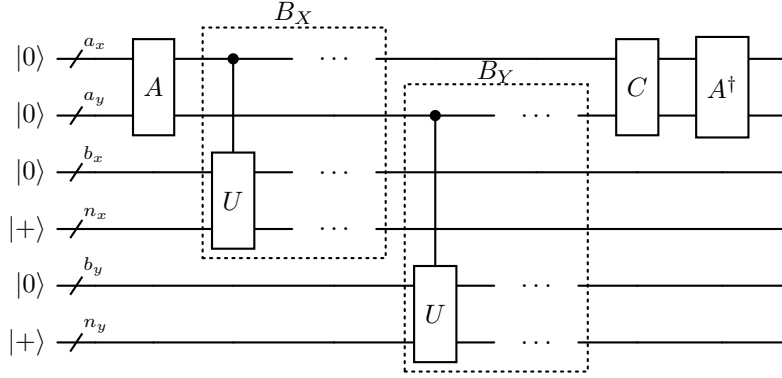 B_X
|0⟩ a_x A · · · C A†
B_Y
|0⟩ a_y · · ·
|0⟩ b_x U · · ·
|+⟩ n_x · · ·
|0⟩ b_y U · · ·
|+⟩ n_y · · ·